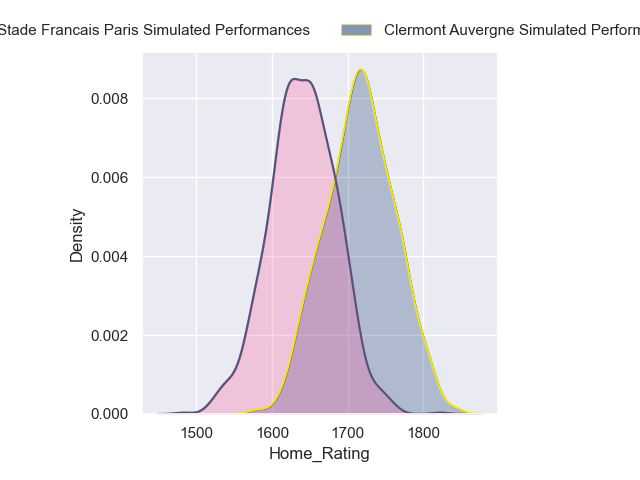 Stade Francais Paris Simulated Performances
Clermont Auvergne Simulated
0.008
0.006
0.004
0.002
0.000
Density
1500 1600 1700 1800
Home_Rating